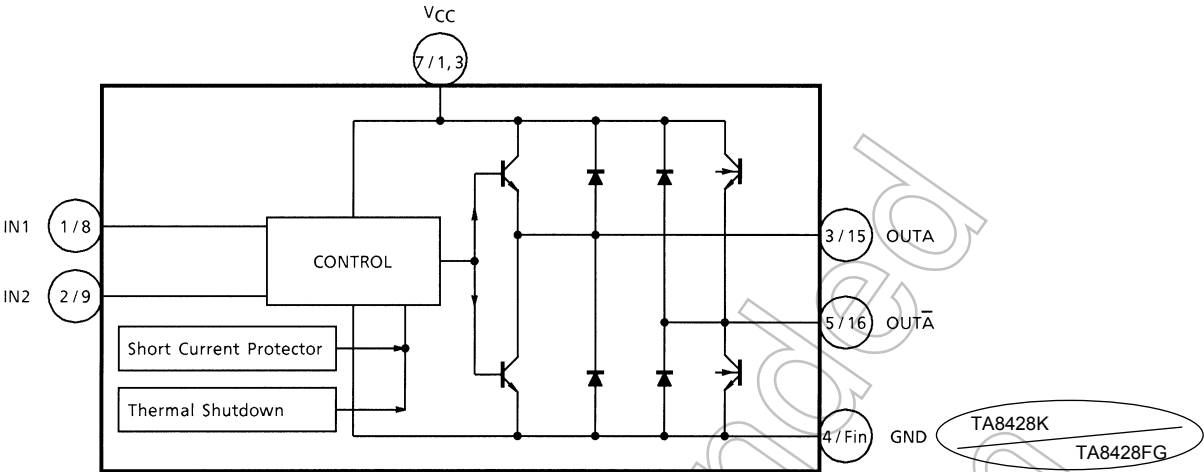 VCC
7/1, 3
IN1 1/8
CONTROL
3/15 OUTA
IN2 2/9
5/16 OUTA̅
Short Current Protector
Thermal Shutdown
4/Fin GND
TA8428K
TA8428FG